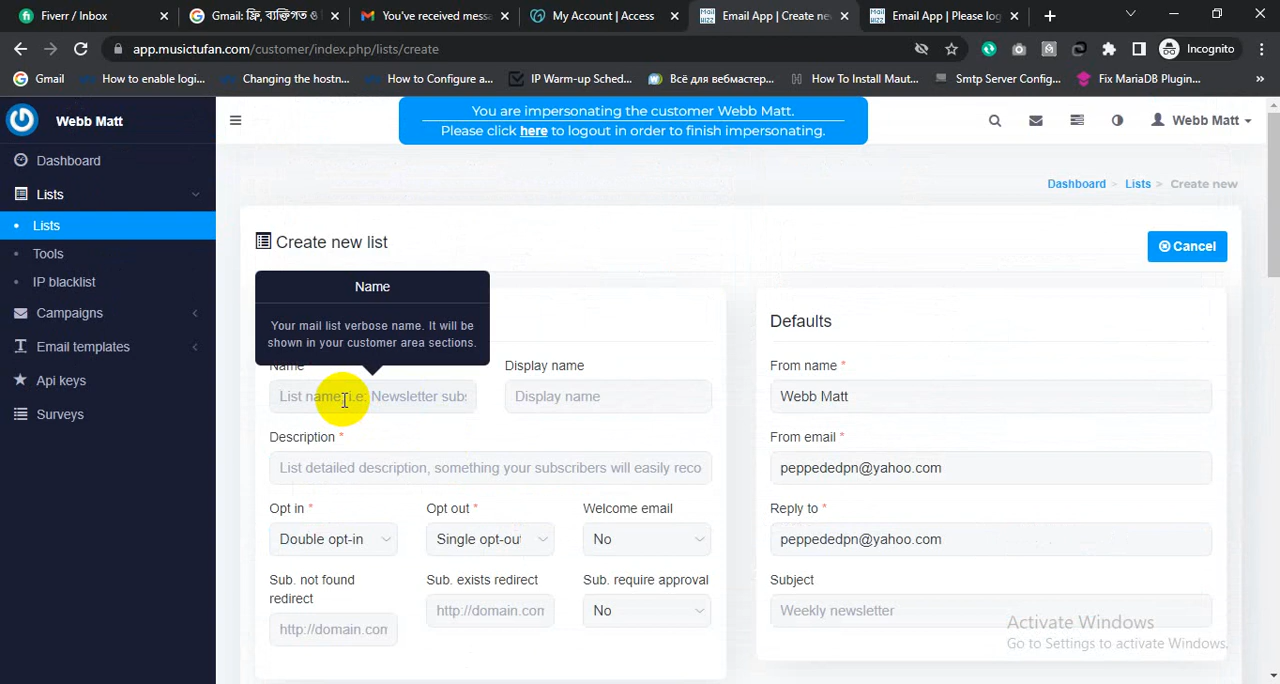 Fiverr / Inbox
Gmail: ফ্রি, ব্যক্তিগত ও
You've received messa
My Account | Access
Email App | Create new
Email App | Please log
app.musictufan.com/customer/index.php/lists/create
Incognito
Gmail
How to enable logi...
Changing the hostn...
How to Configure a...
IP Warm-up Sched...
Всё для вебмастер...
How To Install Maut...
Smtp Server Config...
Fix MariaDB Plugin...
»
Webb Matt
You are impersonating the customer Webb Matt.
Please click here to logout in order to finish impersonating.
Webb Matt
Dashboard
Lists
Lists
Tools
IP blacklist
Campaigns
Email templates
Api keys
Surveys
Dashboard > Lists > Create new
Create new list
Cancel
Name
Your mail list verbose name. It will be
shown in your customer area sections.
Name
Display name
List name, i.e: Newsletter subs
Display name
Description *
List detailed description, something your subscribers will easily reco
Opt in *
Opt out *
Welcome email
Double opt-in
Single opt-out
No
Sub. not found
redirect
Sub. exists redirect
Sub. require approval
http://domain.com
http://domain.com
No
Defaults
From name *
Webb Matt
From email *
peppededpn@yahoo.com
Reply to *
peppededpn@yahoo.com
Subject
Weekly newsletter
Activate Windows
Go to Settings to activate Windows.